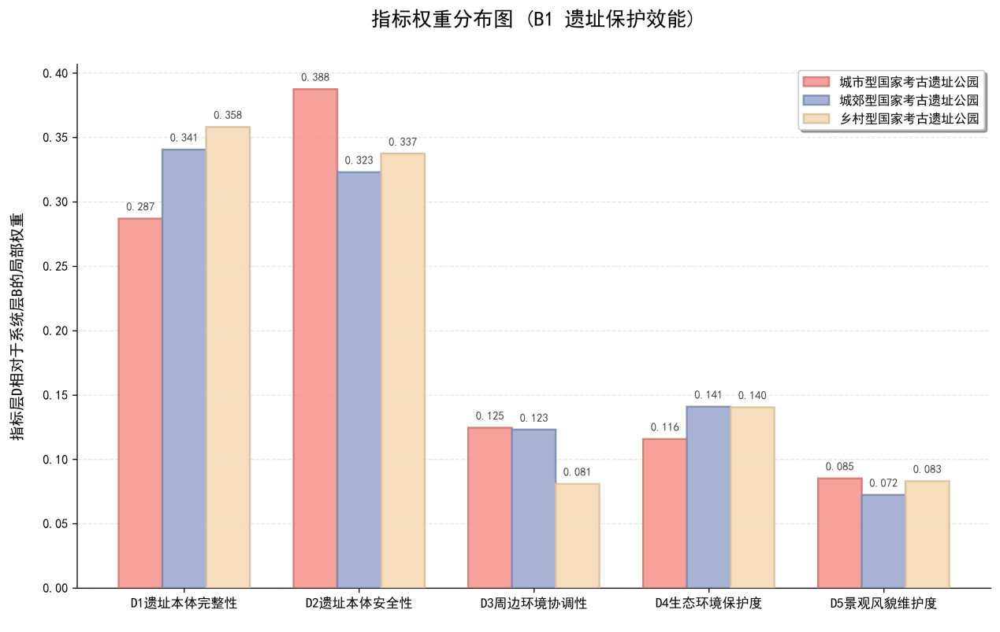 指标权重分布图 (B1 遗址保护效能)
城市型国家考古遗址公园
城郊型国家考古遗址公园
乡村型国家考古遗址公园
指标层D相对于系统层B的局部权重
0.40
0.35
0.30
0.25
0.20
0.15
0.10
0.05
0.00
0.287
0.341
0.358
0.388
0.323
0.337
0.125
0.123
0.081
0.116
0.141
0.140
0.085
0.072
0.083
D1遗址本体完整性
D2遗址本体安全性
D3周边环境协调性
D4生态环境保护度
D5景观风貌维护度